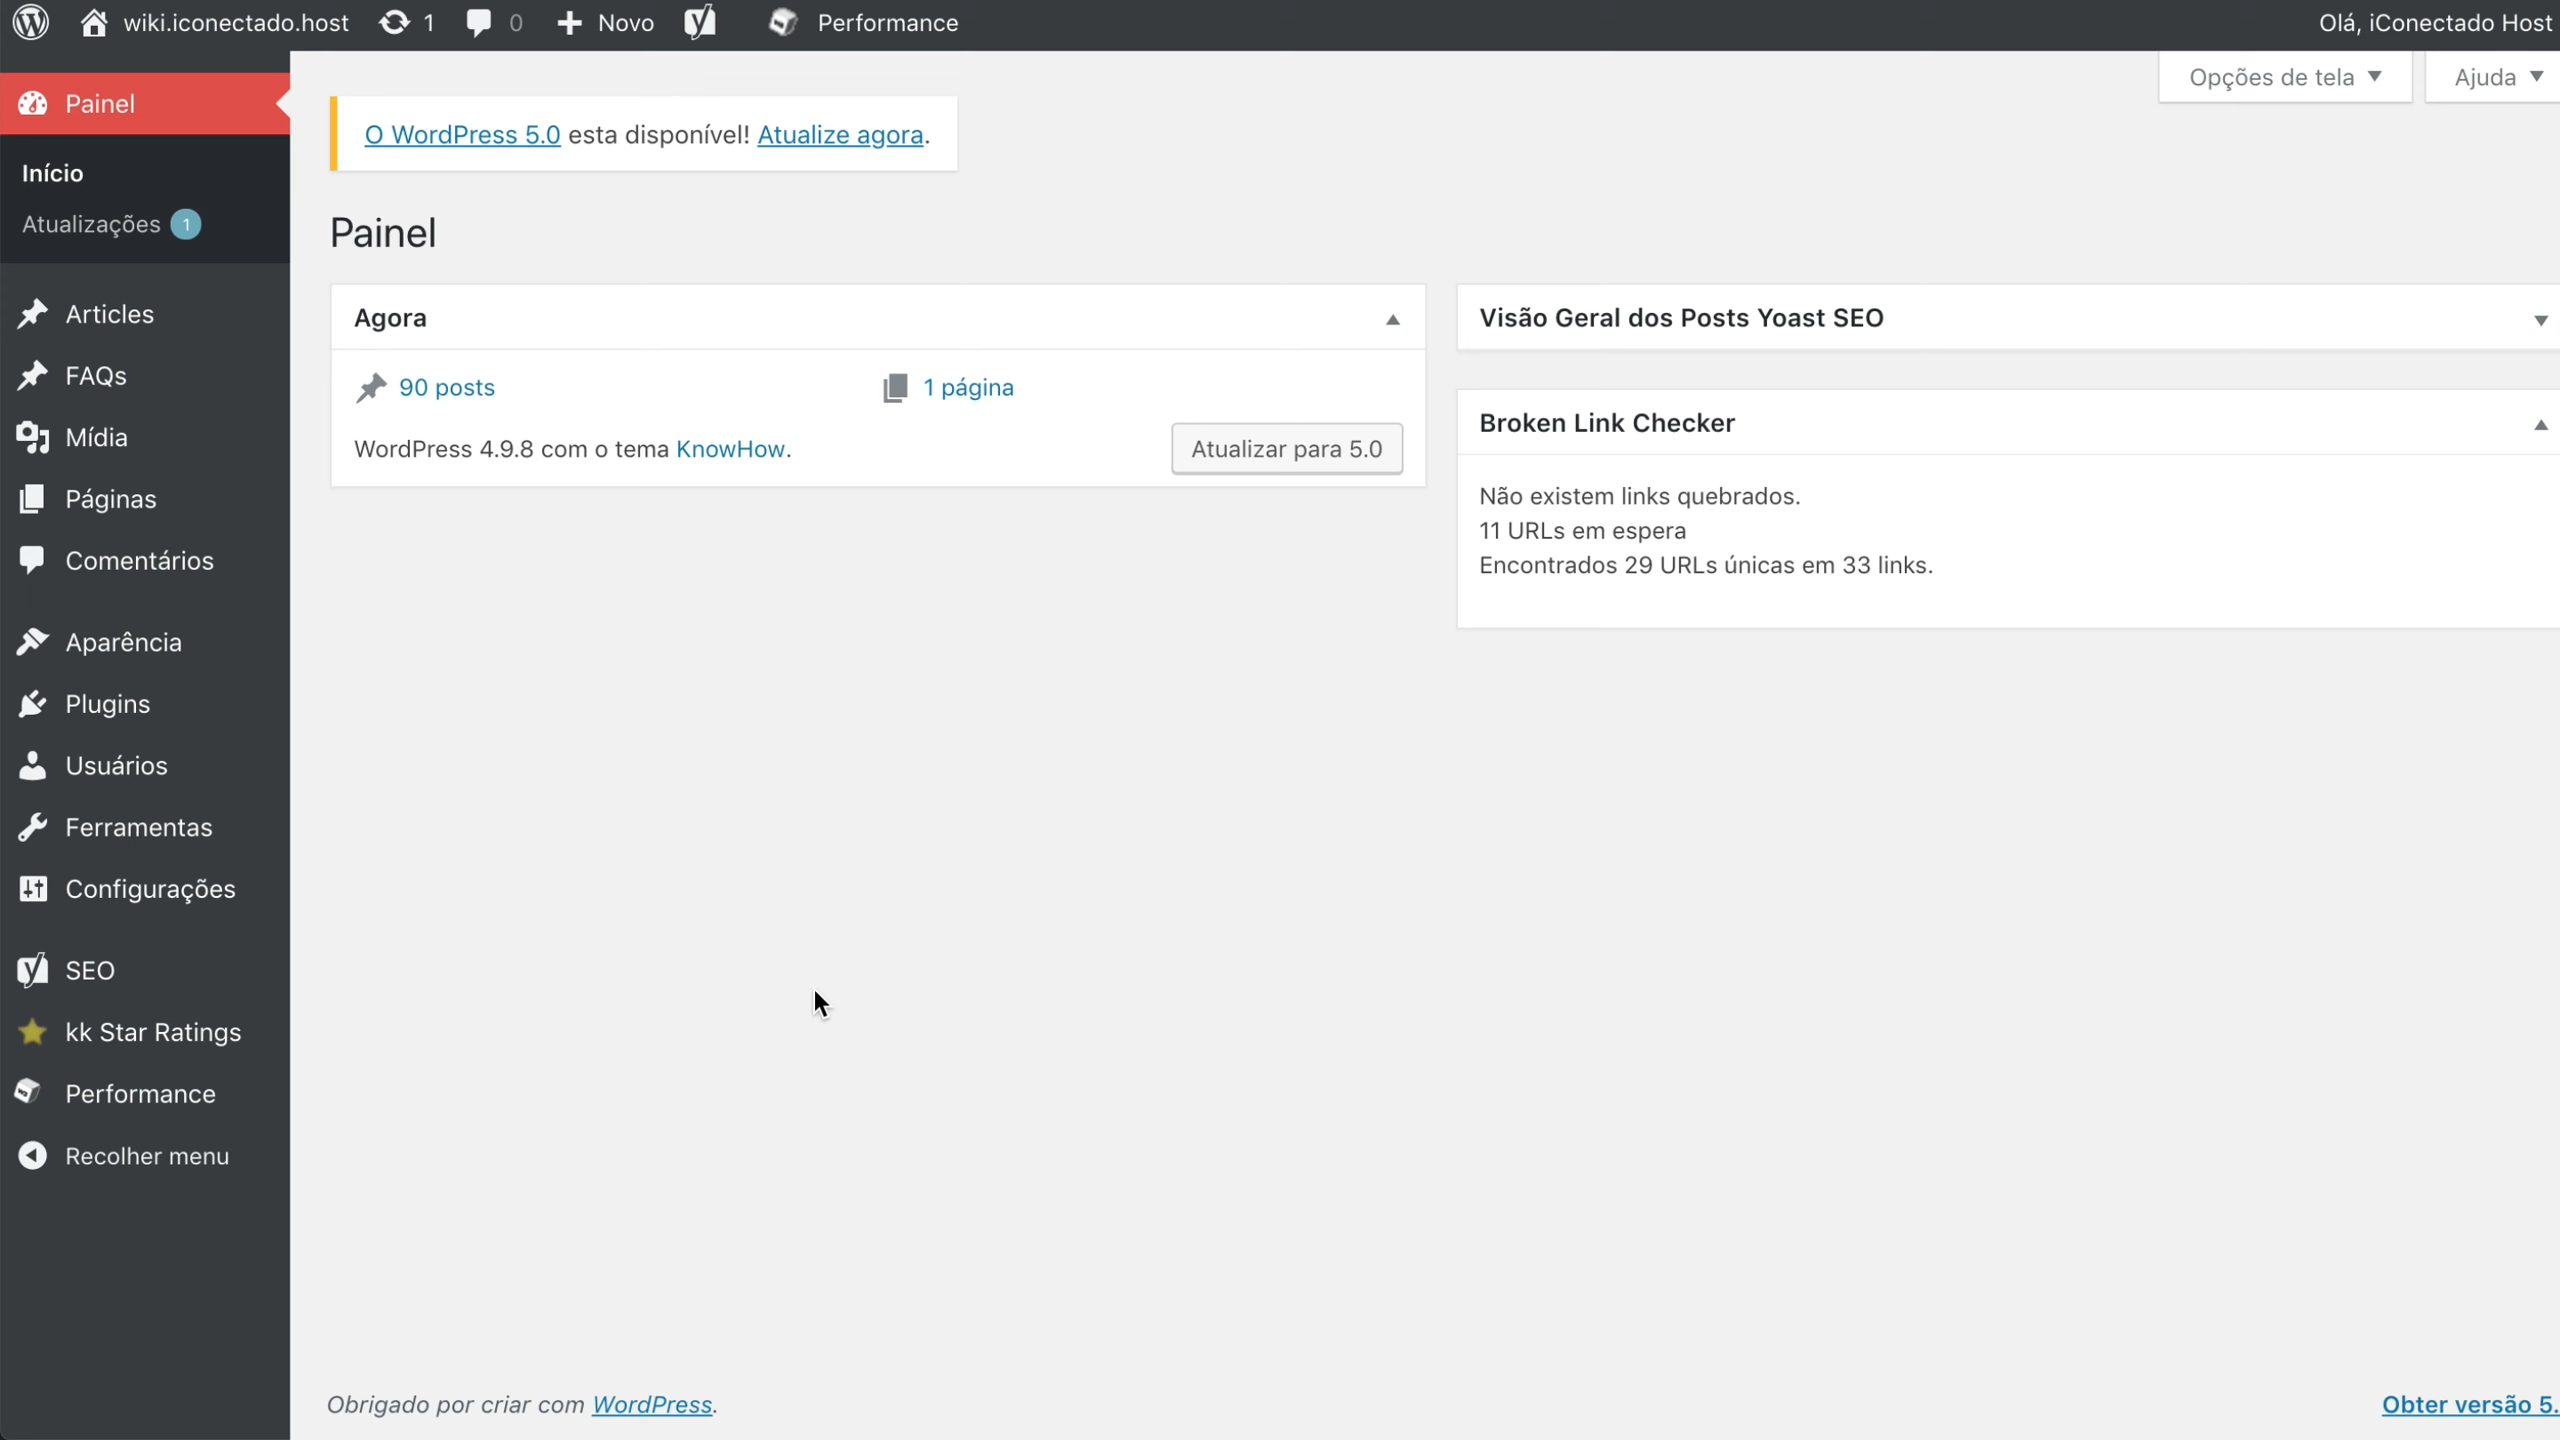 wiki.iconectado.host 1 0 Novo Performance Olá, iConectado Host
Opções de tela Ajuda
Painel
Início
Atualizações 1
Articles
FAQs
Mídia
Páginas
Comentários
Aparência
Plugins
Usuários
Ferramentas
Configurações
SEO
kk Star Ratings
Performance
Recolher menu
O WordPress 5.0 esta disponível! Atualize agora.
Painel
Agora
90 posts 1 página
WordPress 4.9.8 com o tema KnowHow. Atualizar para 5.0
Visão Geral dos Posts Yoast SEO
Broken Link Checker
Não existem links quebrados.
11 URLs em espera
Encontrados 29 URLs únicas em 33 links.
Obrigado por criar com WordPress.
Obter versão 5.